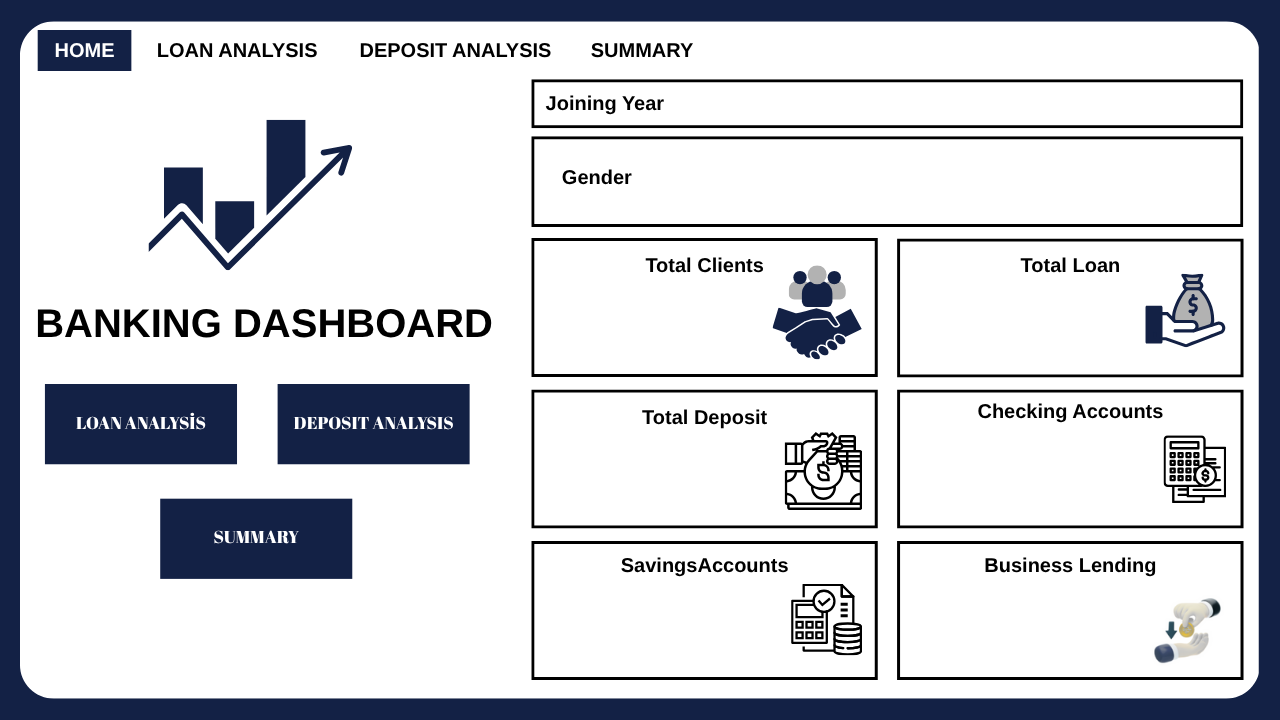 HOME LOAN ANALYSIS DEPOSIT ANALYSIS SUMMARY
BANKING DASHBOARD
LOAN ANALYSİS DEPOSIT ANALYSIS
SUMMARY
Joining Year
Gender
Total Clients
Total Loan
$
Total Deposit
$
Checking Accounts
$
SavingsAccounts
Business Lending